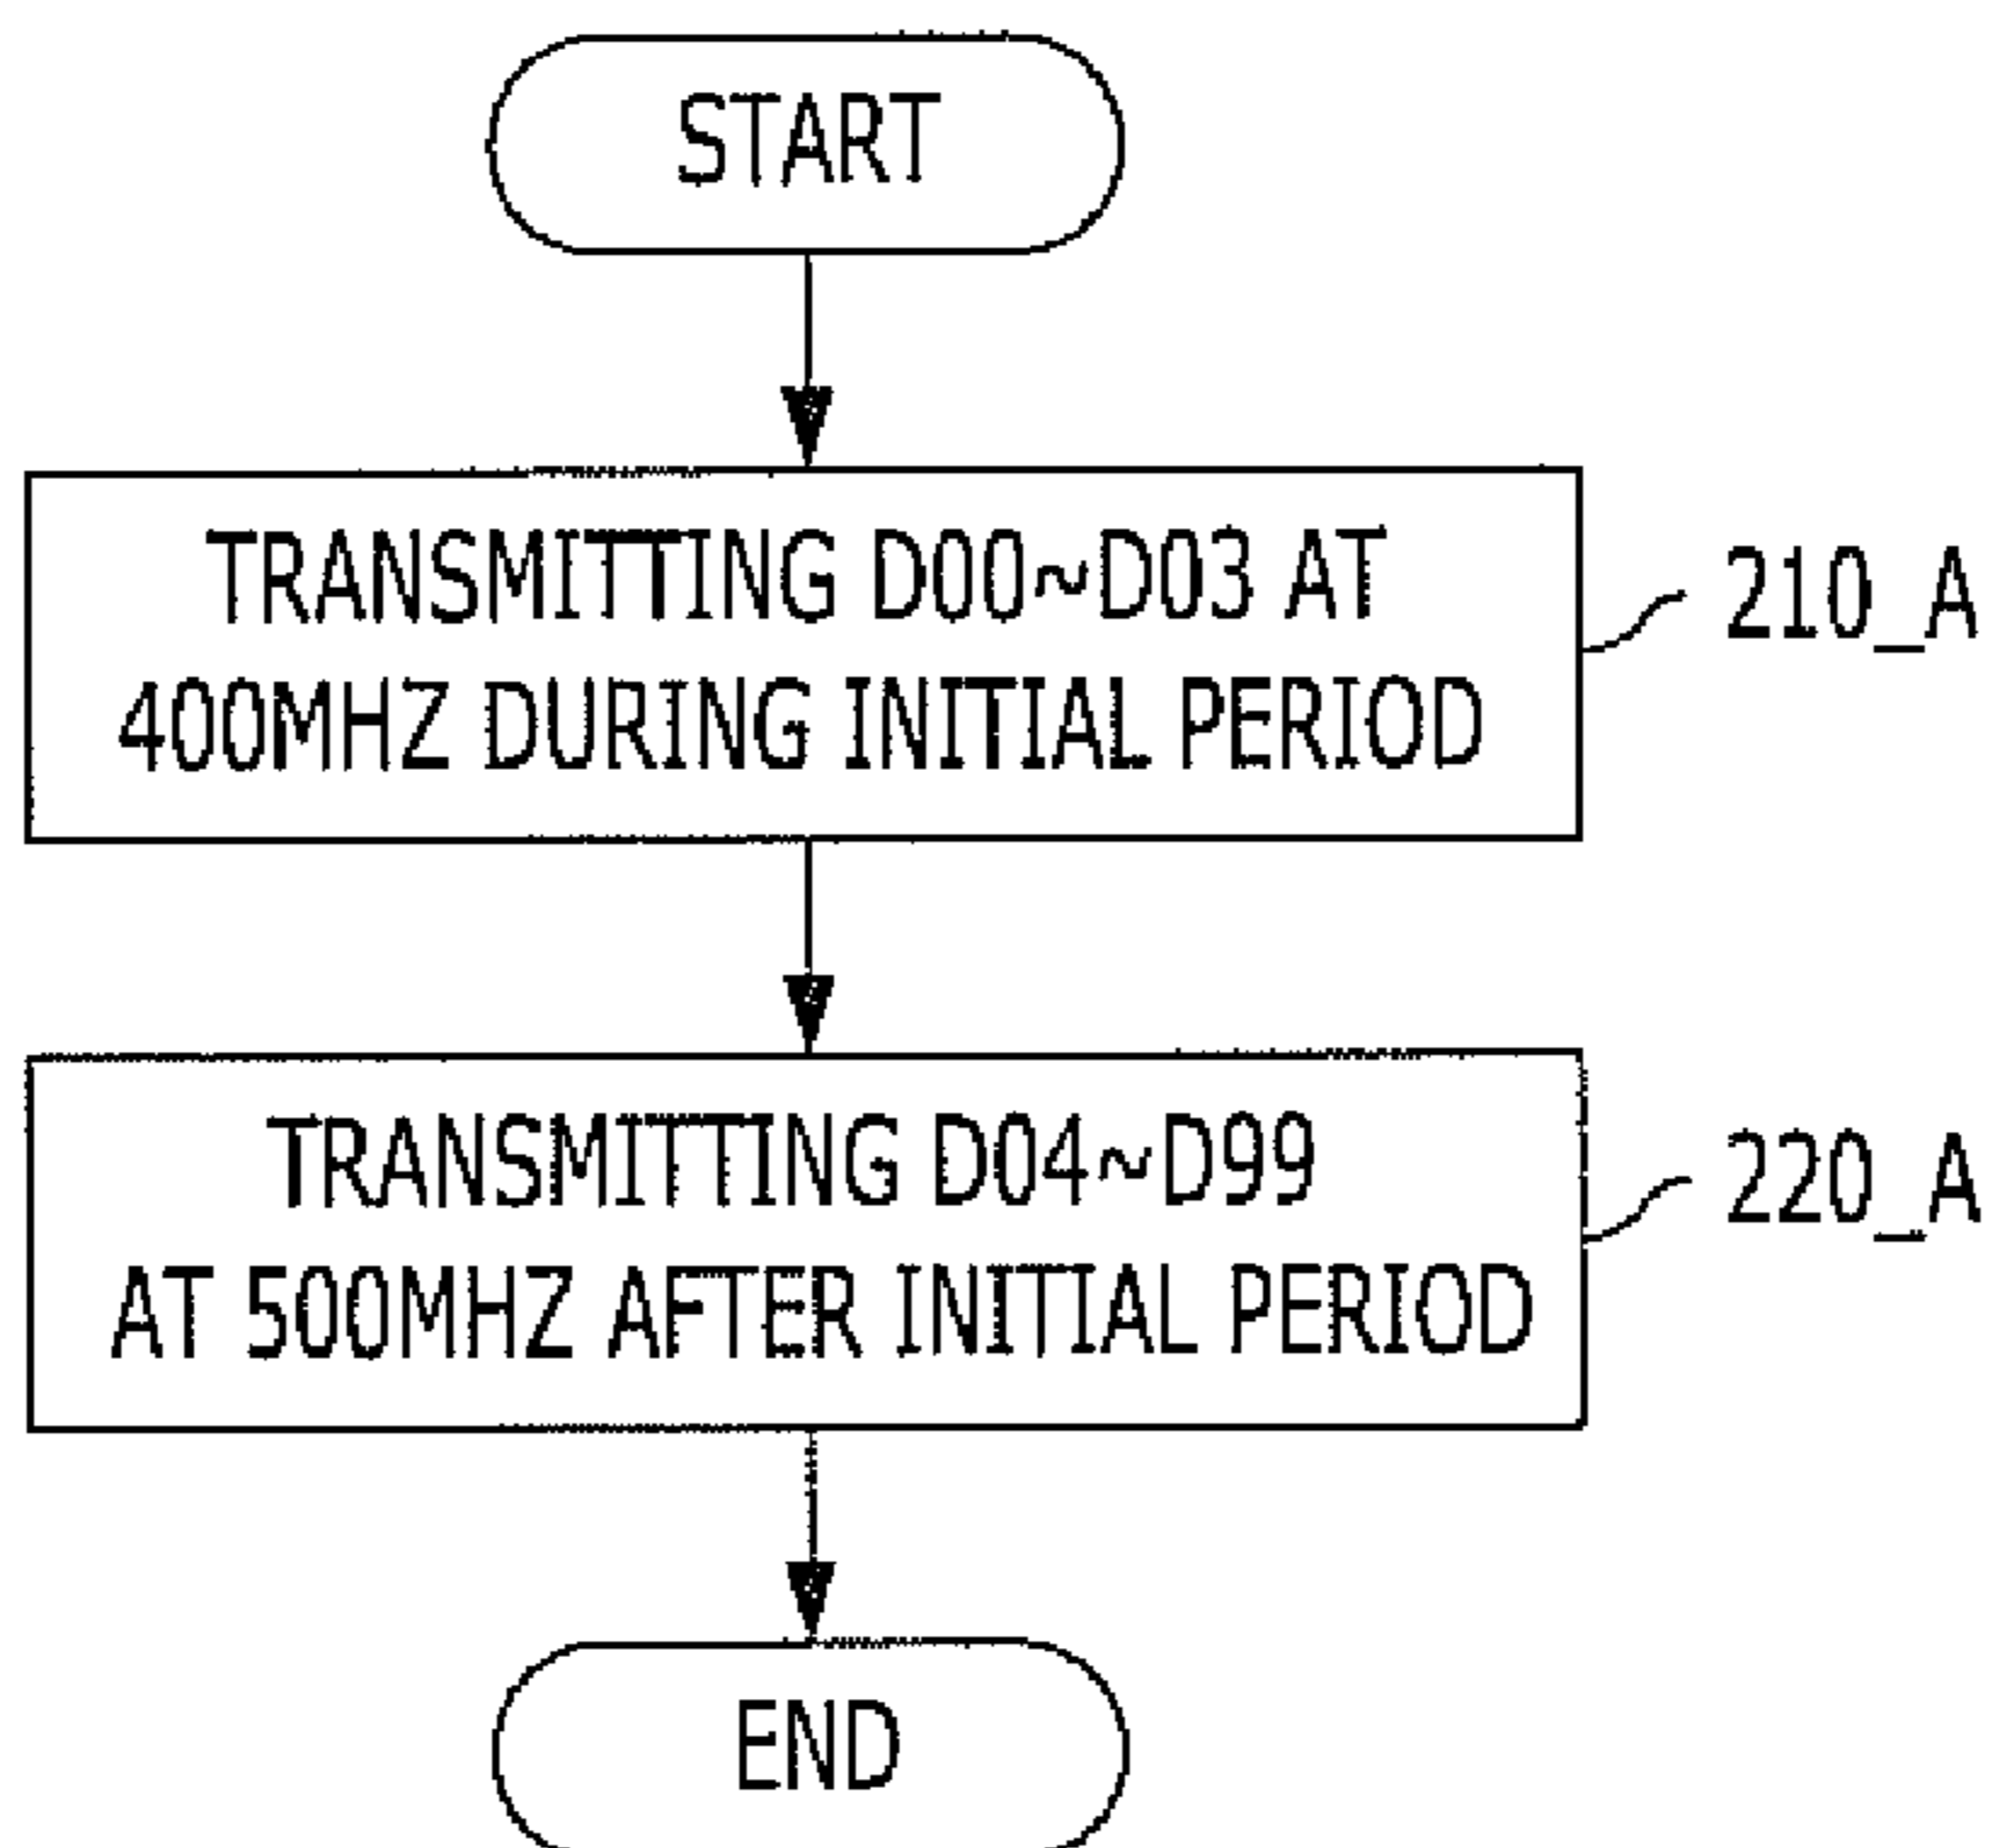 START
TRANSMITTING D00~D03 AT
400MHZ DURING INITIAL PERIOD
210_A
TRANSMITTING D04~D99
AT 500MHZ AFTER INITIAL PERIOD
220_A
END